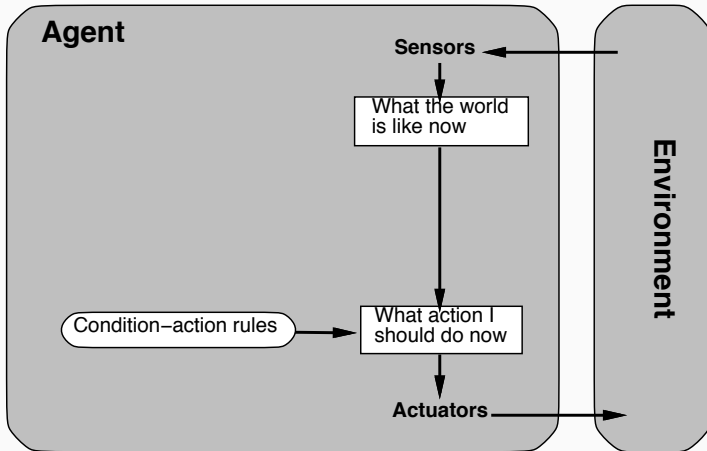 Agent
Sensors
What the world
is like now
Environment
Condition−action rules
What action I
should do now
Actuators